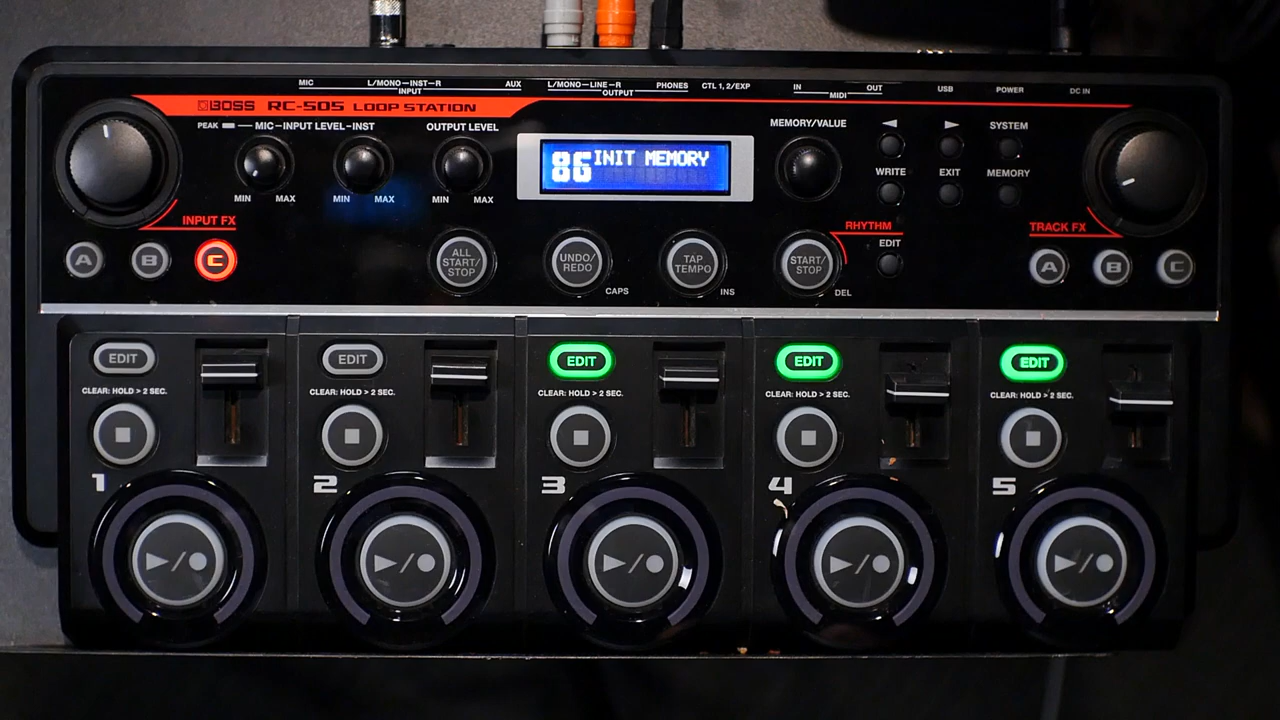 MIC L/MONO—INST—R AUX L/MONO—LINE—R PHONES CTL 1, 2/EXP IN OUT USB POWER DC IN
INPUT OUTPUT MIDI
BOSS RC-505 LOOP STATION
PEAK MIC—INPUT LEVEL—INST OUTPUT LEVEL MEMORY/VALUE ◄ ► SYSTEM
86 INIT MEMORY
WRITE EXIT MEMORY
MIN MAX MIN MAX MIN MAX
INPUT FX RHYTHM TRACK FX
EDIT
A B C ALL START/STOP UNDO/REDO TAP TEMPO START/STOP A B C
CAPS INS DEL
EDIT EDIT EDIT EDIT EDIT
CLEAR: HOLD > 2 SEC. CLEAR: HOLD > 2 SEC. CLEAR: HOLD > 2 SEC. CLEAR: HOLD > 2 SEC. CLEAR: HOLD > 2 SEC.
1 2 3 4 5